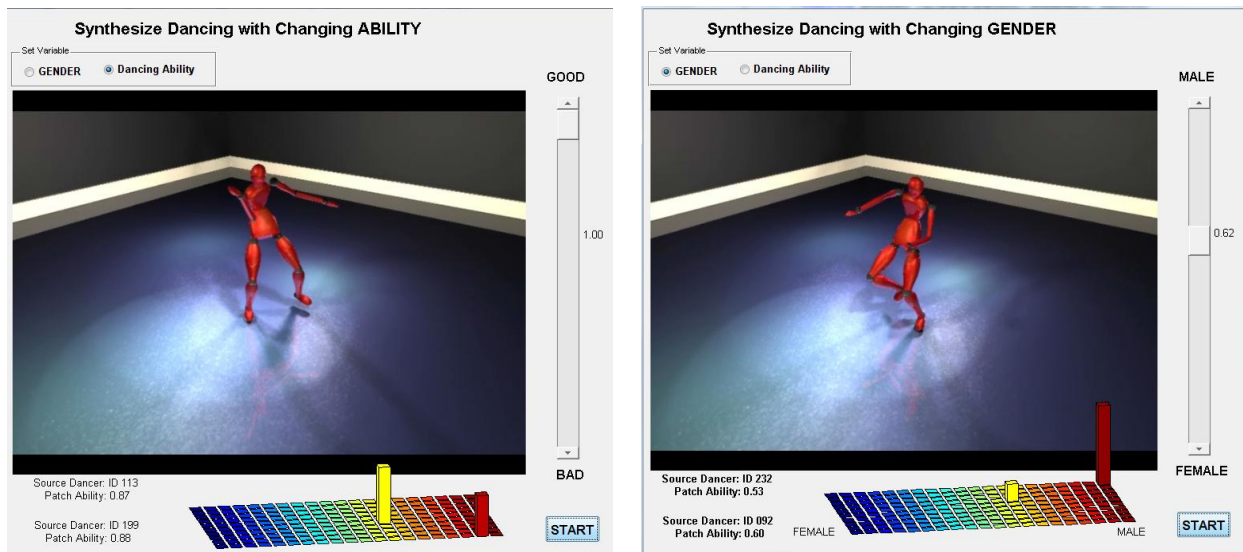 Synthesize Dancing with Changing ABILITY
Set Variable
GENDER Dancing Ability
GOOD
1.00
BAD
Source Dancer: ID 113
Patch Ability: 0.87
Source Dancer: ID 199
Patch Ability: 0.88
START
Synthesize Dancing with Changing GENDER
Set Variable
GENDER Dancing Ability
MALE
0.62
FEMALE
Source Dancer: ID 232
Patch Ability: 0.53
Source Dancer: ID 092
Patch Ability: 0.60
FEMALE
MALE
START